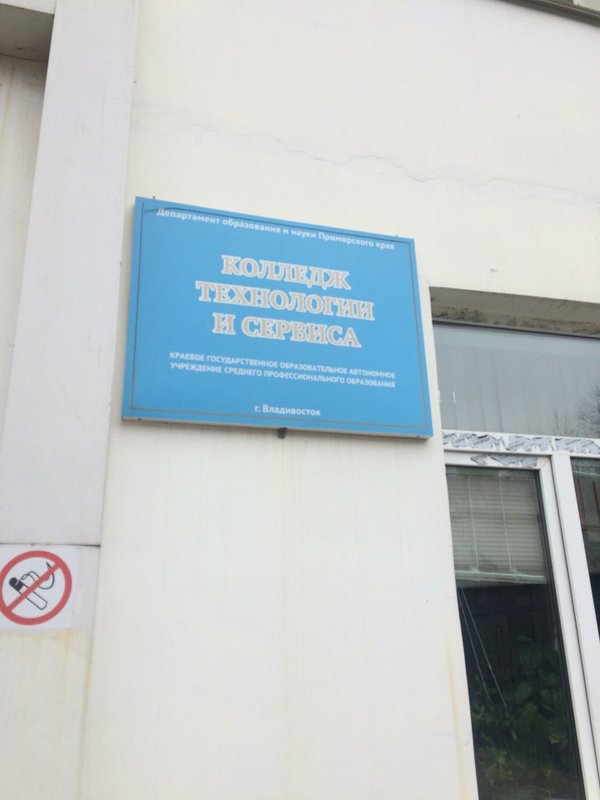 Департамент образования и науки Приморского края
КОЛЛЕДЖ
ТЕХНОЛОГИИ
И СЕРВИСА
КРАЕВОЕ ГОСУДАРСТВЕННОЕ ОБРАЗОВАТЕЛЬНОЕ АВТОНОМНОЕ
УЧРЕЖДЕНИЕ СРЕДНЕГО ПРОФЕССИОНАЛЬНОГО ОБРАЗОВАНИЯ
г. Владивосток